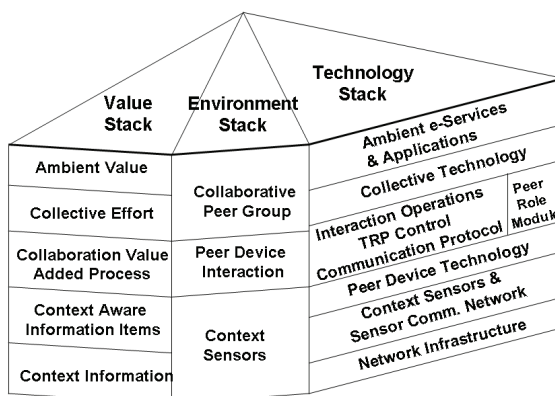 Value
Stack
Environment
Stack
Technology
Stack
Ambient Value
Collective Effort
Collaboration Value
Added Process
Context Aware
Information Items
Context Information
Collaborative
Peer Group
Peer Device
Interaction
Context
Sensors
Ambient e-Services
& Applications
Collective Technology
Interaction Operations
TRP Control
Communication Protocol
Peer
Role
Moduk
Peer Device Technology
Context Sensors &
Sensor Comm. Network
Network Infrastructure